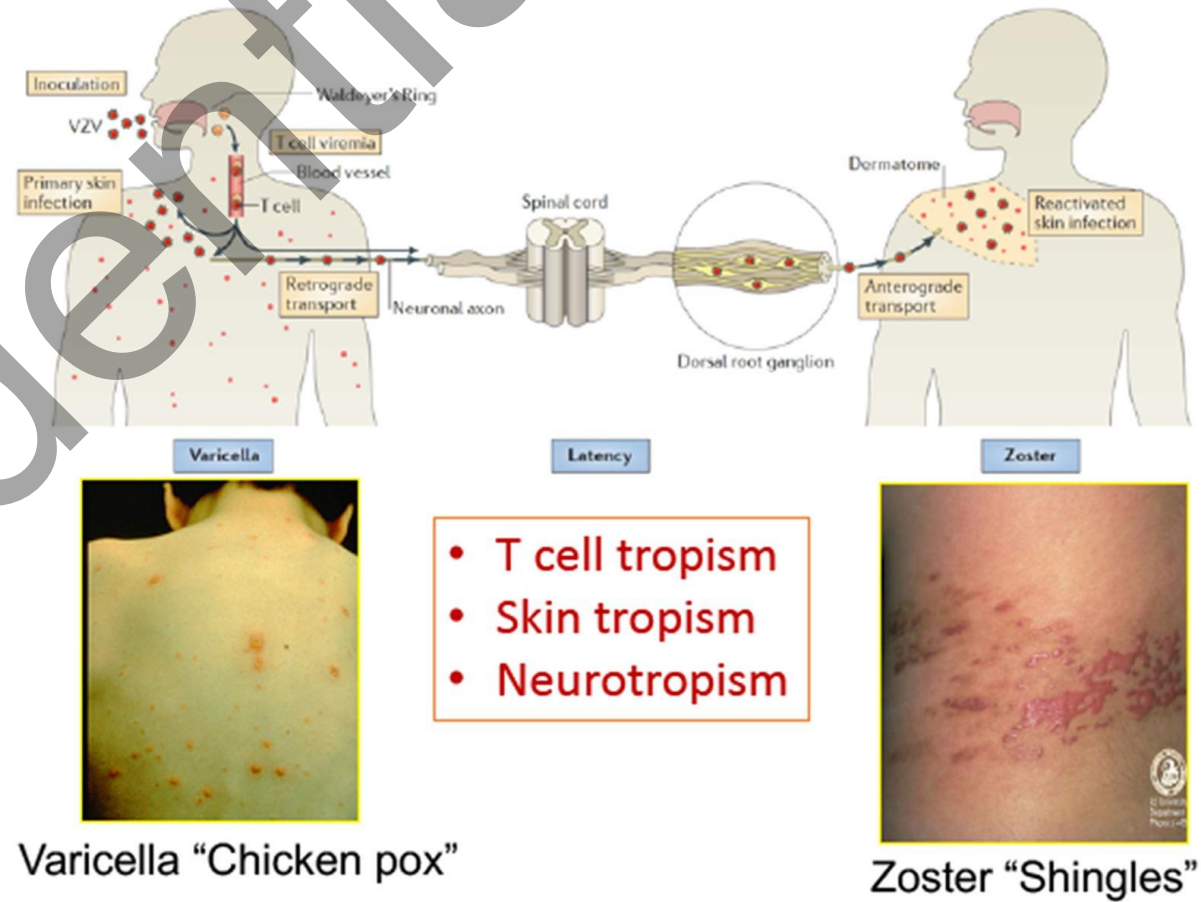 Inoculation
Waldeyer's Ring
VZV
T cell viremia
Blood vessel
Primary skin
infection
T cell
Retrograde
transport
Neuronal axon
Spinal cord
Dorsal root ganglion
Dermatome
Reactivated
skin infection
Anterograde
transport
Varicella
Latency
Zoster
• T cell tropism
• Skin tropism
• Neurotropism
Varicella “Chicken pox”
Zoster “Shingles”